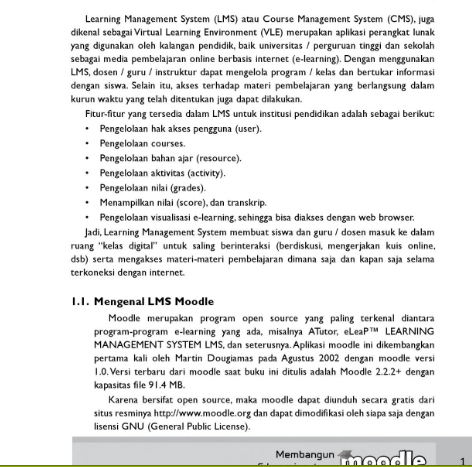 Learning Management System (LMS) atau Course Management System (CMS), juga
dikenal sebagai Virtual Learning Environment (VLE) merupakan aplikasi perangkat lunak
yang digunakan oleh kalangan pendidik, baik universitas / perguruan tinggi dan sekolah
sebagai media pembelajaran online berbasis internet (e-learning). Dengan menggunakan
LMS, dosen / guru / instruktur dapat mengelola program / kelas dan bertukar informasi
dengan siswa. Selain itu, akses terhadap materi pembelajaran yang berlangsung dalam
kurun waktu yang telah ditentukan juga dapat dilakukan.
Fitur-fitur yang tersedia dalam LMS untuk institusi pendidikan adalah sebagai berikut:
• Pengelolaan hak akses pengguna (user).
• Pengelolaan courses.
• Pengelolaan bahan ajar (resource).
• Pengelolaan aktivitas (activity).
• Pengelolaan nilai (grades).
• Menampilkan nilai (score), dan transkrip.
• Pengelolaan visualisasi e-learning, sehingga bisa diakses dengan web browser.
Jadi, Learning Management System membuat siswa dan guru / dosen masuk ke dalam
ruang "kelas digital" untuk saling berinteraksi (berdiskusi, mengerjakan kuis online,
dsb) serta mengakses materi-materi pembelajaran dimana saja dan kapan saja selama
terkoneksi dengan internet.
1.1. Mengenal LMS Moodle
Moodle merupakan program open source yang paling terkenal diantara
program-program e-learning yang ada, misalnya ATutor, eLeaP™ LEARNING
MANAGEMENT SYSTEM LMS, dan seterusnya. Aplikasi moodle ini dikembangkan
pertama kali oleh Martin Dougiamas pada Agustus 2002 dengan moodle versi
1.0. Versi terbaru dari moodle saat buku ini ditulis adalah Moodle 2.2.2+ dengan
kapasitas file 91.4 MB.
Karena bersifat open source, maka moodle dapat diunduh secara gratis dari
situs resminya http://www.moodle.org dan dapat dimodifikasi oleh siapa saja dengan
lisensi GNU (General Public License).
Membangun
moodle
1